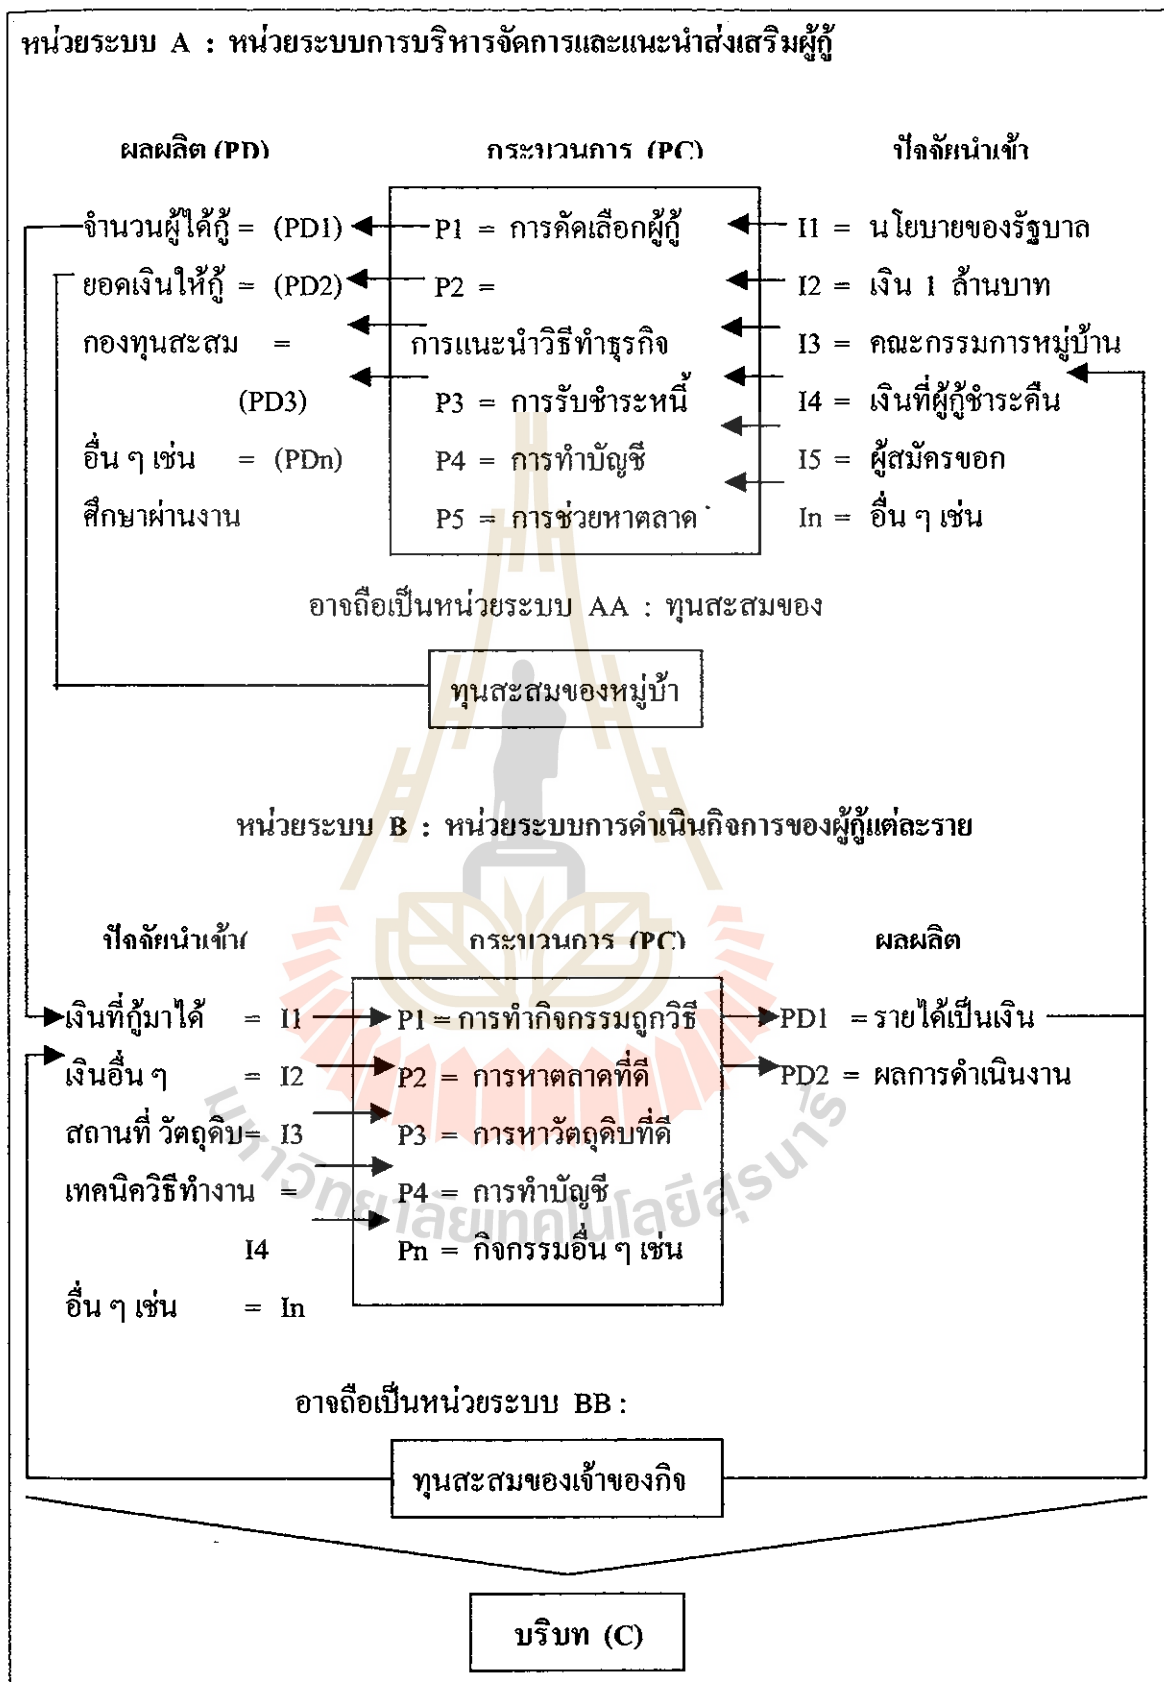 หน่วยระบบ A : หน่วยระบบการบริหารจัดการและแนะนำส่งเสริมผู้กู้
ผลผลิต (PD) กระบวนการ (PC) ปัจจัยนำเข้า
จำนวนผู้ได้กู้ = (PD1) P1 = การคัดเลือกผู้กู้ I1 = นโยบายของรัฐบาล
ยอดเงินให้กู้ = (PD2) P2 = I2 = เงิน 1 ล้านบาท
กองทุนสะสม = การแนะนำวิธีทำธุรกิจ I3 = คณะกรรมการหมู่บ้าน
(PD3) P3 = การรับชำระหนี้ I4 = เงินที่ผู้กู้ชำระคืน
อื่น ๆ เช่น = (PDn) P4 = การทำบัญชี I5 = ผู้สมัครขอก
ศึกษาผ่านงาน P5 = การช่วยหาตลาด In = อื่น ๆ เช่น
อาจถือเป็นหน่วยระบบ AA : ทุนสะสมของ
ทุนสะสมของหมู่บ้า
หน่วยระบบ B : หน่วยระบบการดำเนินกิจการของผู้กู้แต่ละราย
ปัจจัยนำเข้า( กระบวนการ (PC) ผลผลิต
เงินที่กู้มาได้ = I1 P1 = การทำกิจกรรมถูกวิธี PD1 = รายได้เป็นเงิน
เงินอื่น ๆ = I2 P2 = การหาตลาดที่ดี PD2 = ผลการดำเนินงาน
สถานที่ วัตถุดิบ= I3 P3 = การหาวัตถุดิบที่ดี
เทคนิควิธีทำงาน = P4 = การทำบัญชี
I4 Pn = กิจกรรมอื่น ๆ เช่น
อื่น ๆ เช่น = In
มหาวิทยาลัยเทคโนโลยีสุรนารี
อาจถือเป็นหน่วยระบบ BB :
ทุนสะสมของเจ้าของกิจ
บริบท (C)